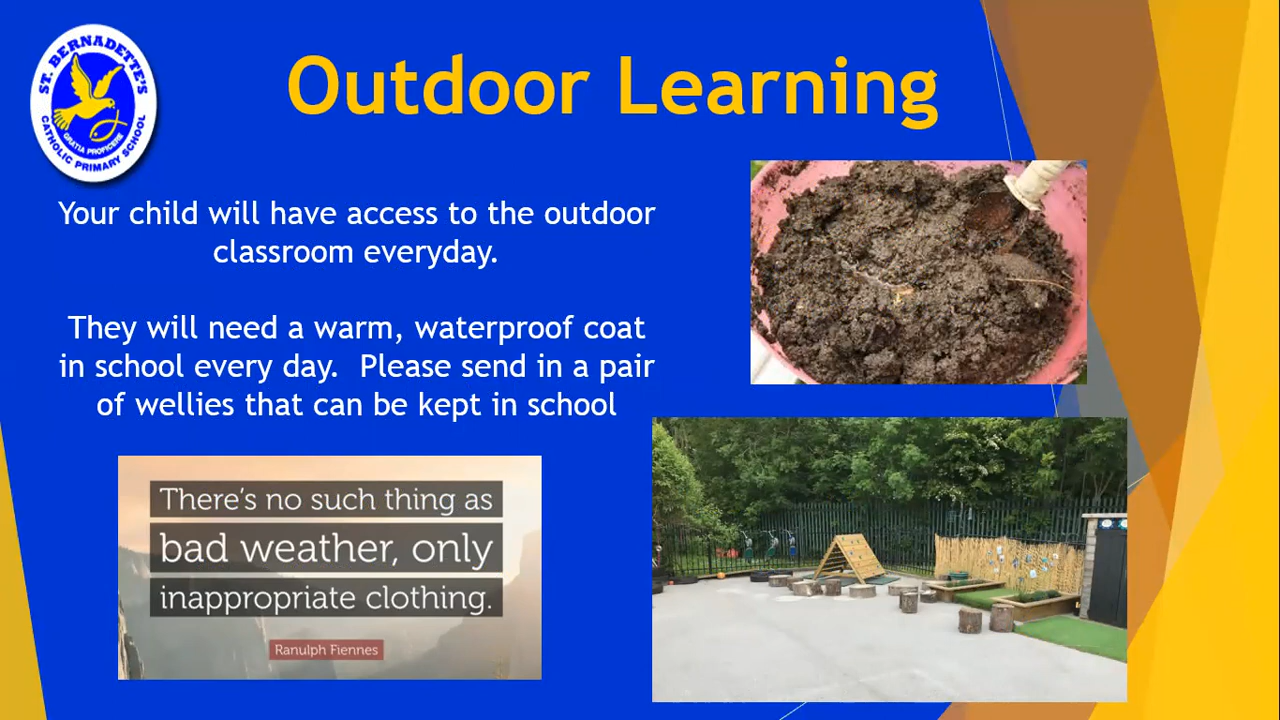 ST. BERNADETTE'S
GRATIA PROFICERE
CATHOLIC PRIMARY SCHOOL
Outdoor Learning
Your child will have access to the outdoor
classroom everyday.
They will need a warm, waterproof coat
in school every day.  Please send in a pair
of wellies that can be kept in school
There's no such thing as
bad weather, only
inappropriate clothing.
Ranulph Fiennes